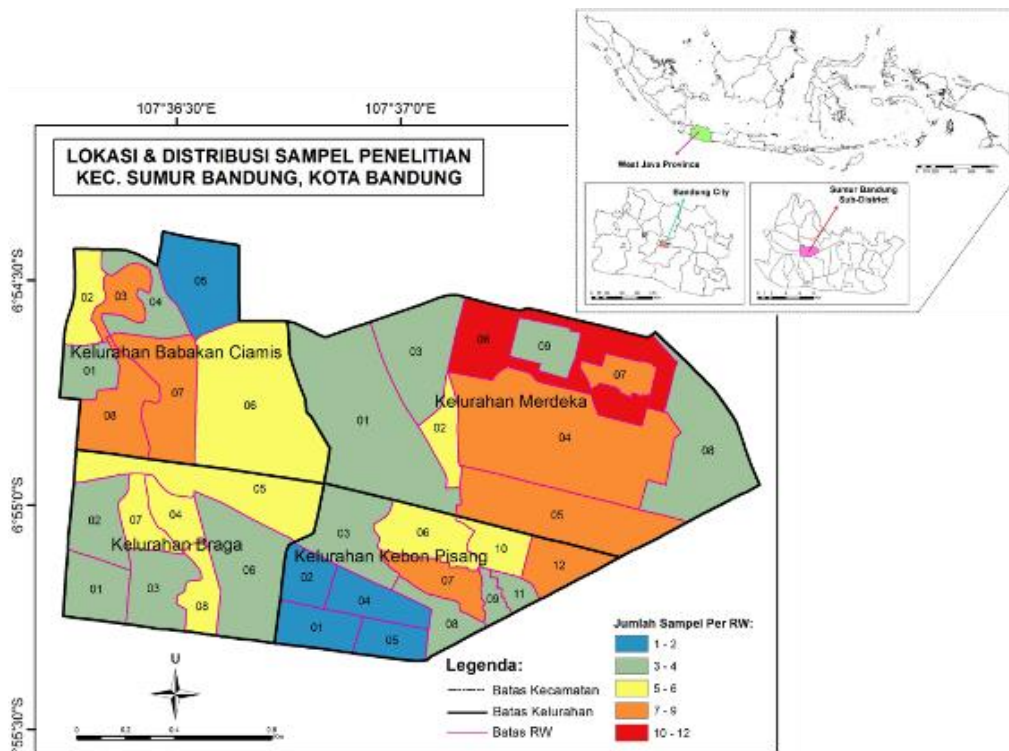 107°36'30"E
107°37'0"E
LOKASI & DISTRIBUSI SAMPEL PENELITIAN
KEC. SUMUR BANDUNG, KOTA BANDUNG
West Java Province
Bandung City
Sumur Bandung
Sub-District
6°54'30"S
6°55'0"S
6°55'30"S
Kelurahan Babakan Ciamis
02
03
04
05
01
07
08
06
Kelurahan Merdeka
01
03
02
09
07
04
08
05
Kelurahan Braga
05
02
07
04
01
03
06
08
Kelurahan Kebon Pisang
03
06
10
12
02
04
07
09
11
01
05
08
U
Legenda:
Batas Kecamatan
Batas Kelurahan
Batas RW
Jumlah Sampel Per RW:
1 - 2
3 - 4
5 - 6
7 - 9
10 - 12